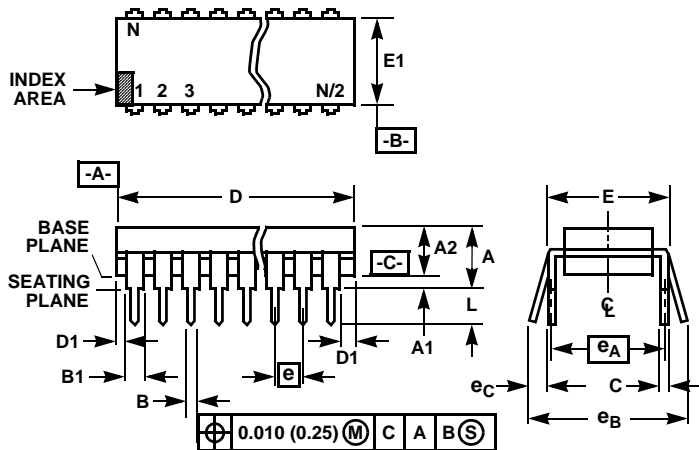 N
E1
INDEX
AREA
1 2 3 N/2
-B-
-A-
D
E
BASE
PLANE
A2
A
-C-
SEATING
PLANE
L
C L
D1
A1
D1
eA
B1
e
eC
C
B
eB
0.010 (0.25) M C A B S